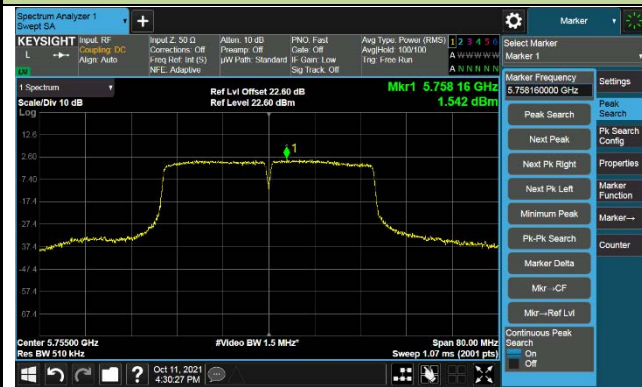 Spectrum Analyzer 1
Swept SA
+
Marker
KEYSIGHT
L
Input: RF
Coupling: DC
Align: Auto
Input Z: 50 Ω
Corrections: Off
Freq Ref: Int (S)
NFE: Adaptive
Atten: 10 dB
Preamp: Off
µW Path: Standard
PNO: Fast
Gate: Off
IF Gain: Low
Sig Track: Off
Avg Type: Power (RMS)
Avg|Hold: 100/100
Trig: Free Run
1 2 3 4 5 6
A W W W W W
A N N N N N
Select Marker
Marker 1
1 Spectrum
Scale/Div 10 dB
Log
Ref Lvl Offset 22.60 dB
Ref Level 22.60 dBm
Mkr1 5.758 16 GHz
1.542 dBm
1
12.6
2.60
-7.40
-17.4
-27.4
-37.4
-47.4
-57.4
-67.4
Center 5.75500 GHz
Res BW 510 kHz
#Video BW 1.5 MHz*
Span 80.00 MHz
Sweep 1.07 ms (2001 pts)
Marker Frequency
5.758160000 GHz
Peak Search
Next Peak
Next Pk Right
Next Pk Left
Minimum Peak
Pk-Pk Search
Marker Delta
Mkr→CF
Mkr→Ref Lvl
Continuous Peak
Search
On
Off
Settings
Peak
Search
Pk Search
Config
Properties
Marker
Function
Marker→
Counter
?
Oct 11, 2021
4:30:27 PM